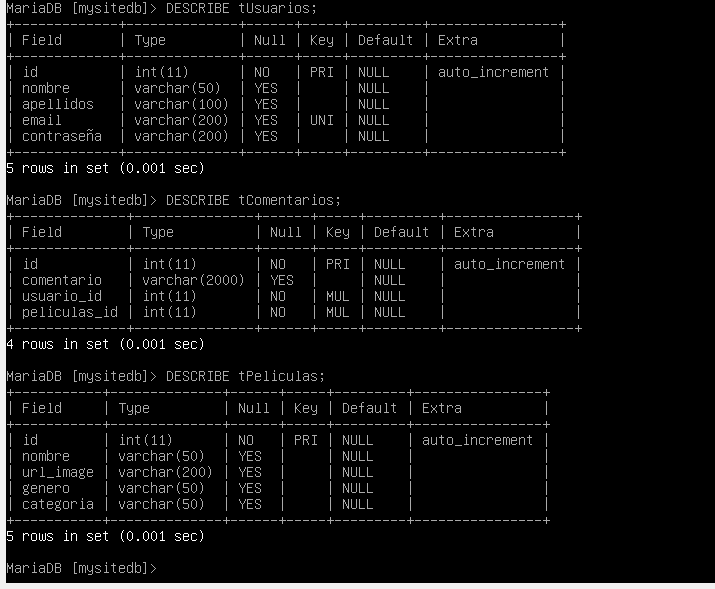 MariaDB [mysitedb]> DESCRIBE tUsuarios;
+------------+--------------+------+-----+---------+----------------+
| Field      | Type         | Null | Key | Default | Extra          |
+------------+--------------+------+-----+---------+----------------+
| id         | int(11)      | NO   | PRI | NULL    | auto_increment |
| nombre     | varchar(50)  | YES  |     | NULL    |                |
| apellidos  | varchar(100) | YES  |     | NULL    |                |
| email      | varchar(200) | YES  | UNI | NULL    |                |
| contraseña | varchar(200) | YES  |     | NULL    |                |
+------------+--------------+------+-----+---------+----------------+
5 rows in set (0.001 sec)
MariaDB [mysitedb]> DESCRIBE tComentarios;
+--------------+---------------+------+-----+---------+----------------+
| Field        | Type          | Null | Key | Default | Extra          |
+--------------+---------------+------+-----+---------+----------------+
| id           | int(11)       | NO   | PRI | NULL    | auto_increment |
| comentario   | varchar(2000) | YES  |     | NULL    |                |
| usuario_id   | int(11)       | NO   | MUL | NULL    |                |
| peliculas_id | int(11)       | NO   | MUL | NULL    |                |
+--------------+---------------+------+-----+---------+----------------+
4 rows in set (0.001 sec)
MariaDB [mysitedb]> DESCRIBE tPeliculas;
+-----------+--------------+------+-----+---------+----------------+
| Field     | Type         | Null | Key | Default | Extra          |
+-----------+--------------+------+-----+---------+----------------+
| id        | int(11)      | NO   | PRI | NULL    | auto_increment |
| nombre    | varchar(50)  | YES  |     | NULL    |                |
| url_image | varchar(200) | YES  |     | NULL    |                |
| genero    | varchar(50)  | YES  |     | NULL    |                |
| categoria | varchar(50)  | YES  |     | NULL    |                |
+-----------+--------------+------+-----+---------+----------------+
5 rows in set (0.001 sec)
MariaDB [mysitedb]>